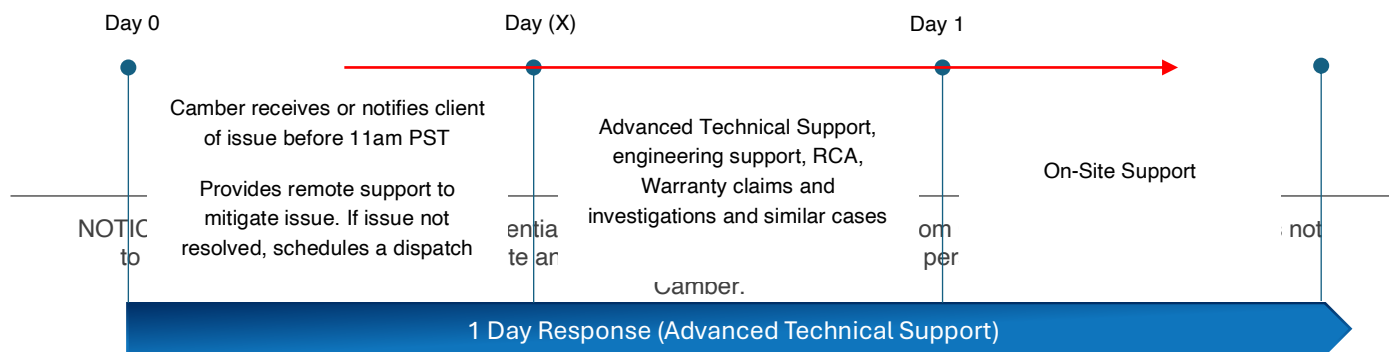 Day 0
Day (X)
Day 1
Camber receives or notifies client
of issue before 11am PST
Provides remote support to
mitigate issue. If issue not
resolved, schedules a dispatch
Advanced Technical Support,
engineering support, RCA,
Warranty claims and
investigations and similar cases
On-Site Support
not
to
Camber.
1 Day Response (Advanced Technical Support)